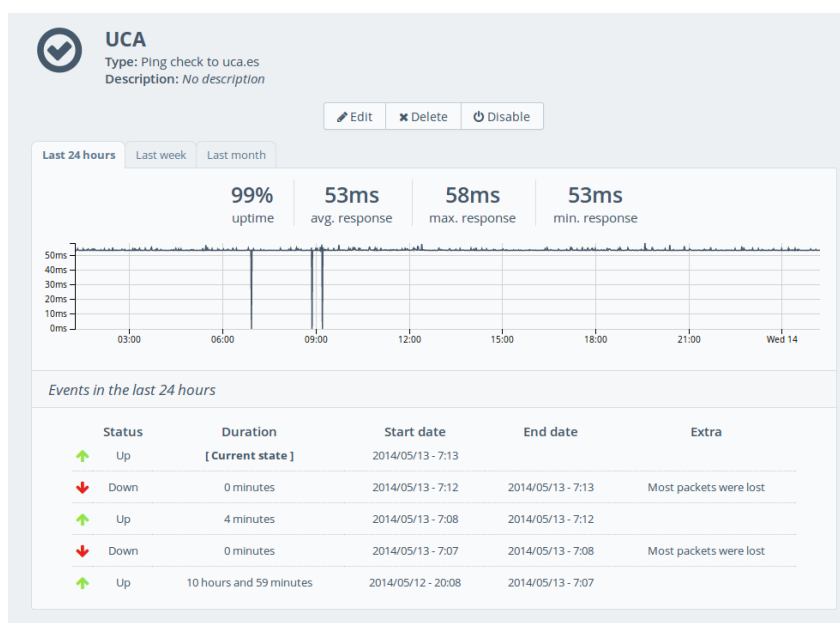 UCA
Type: Ping check to uca.es
Description: No description
Edit Delete Disable
Last 24 hours Last week Last month
99% 53ms 58ms 53ms
uptime avg. response max. response min. response
50ms
40ms
30ms
20ms
10ms
0ms
03:00 06:00 09:00 12:00 15:00 18:00 21:00 Wed 14
Events in the last 24 hours
Status Duration Start date End date Extra
Up [ Current state ] 2014/05/13 - 7:13
Down 0 minutes 2014/05/13 - 7:12 2014/05/13 - 7:13 Most packets were lost
Up 4 minutes 2014/05/13 - 7:08 2014/05/13 - 7:12
Down 0 minutes 2014/05/13 - 7:07 2014/05/13 - 7:08 Most packets were lost
Up 10 hours and 59 minutes 2014/05/12 - 20:08 2014/05/13 - 7:07